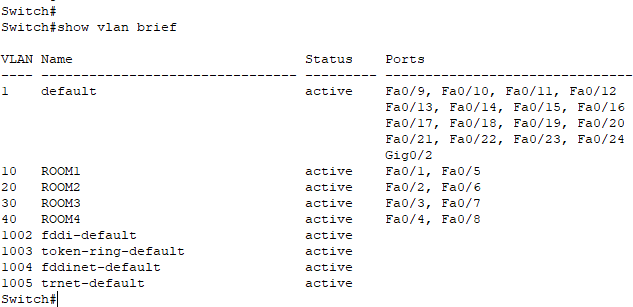 Switch#
Switch#show vlan brief
VLAN Name                             Status    Ports
---- -------------------------------- --------- -------------------------------
1    default                          active    Fa0/9, Fa0/10, Fa0/11, Fa0/12
                                                Fa0/13, Fa0/14, Fa0/15, Fa0/16
                                                Fa0/17, Fa0/18, Fa0/19, Fa0/20
                                                Fa0/21, Fa0/22, Fa0/23, Fa0/24
                                                Gig0/2
10   ROOM1                            active    Fa0/1, Fa0/5
20   ROOM2                            active    Fa0/2, Fa0/6
30   ROOM3                            active    Fa0/3, Fa0/7
40   ROOM4                            active    Fa0/4, Fa0/8
1002 fddi-default                     active
1003 token-ring-default               active
1004 fddinet-default                  active
1005 trnet-default                    active
Switch#